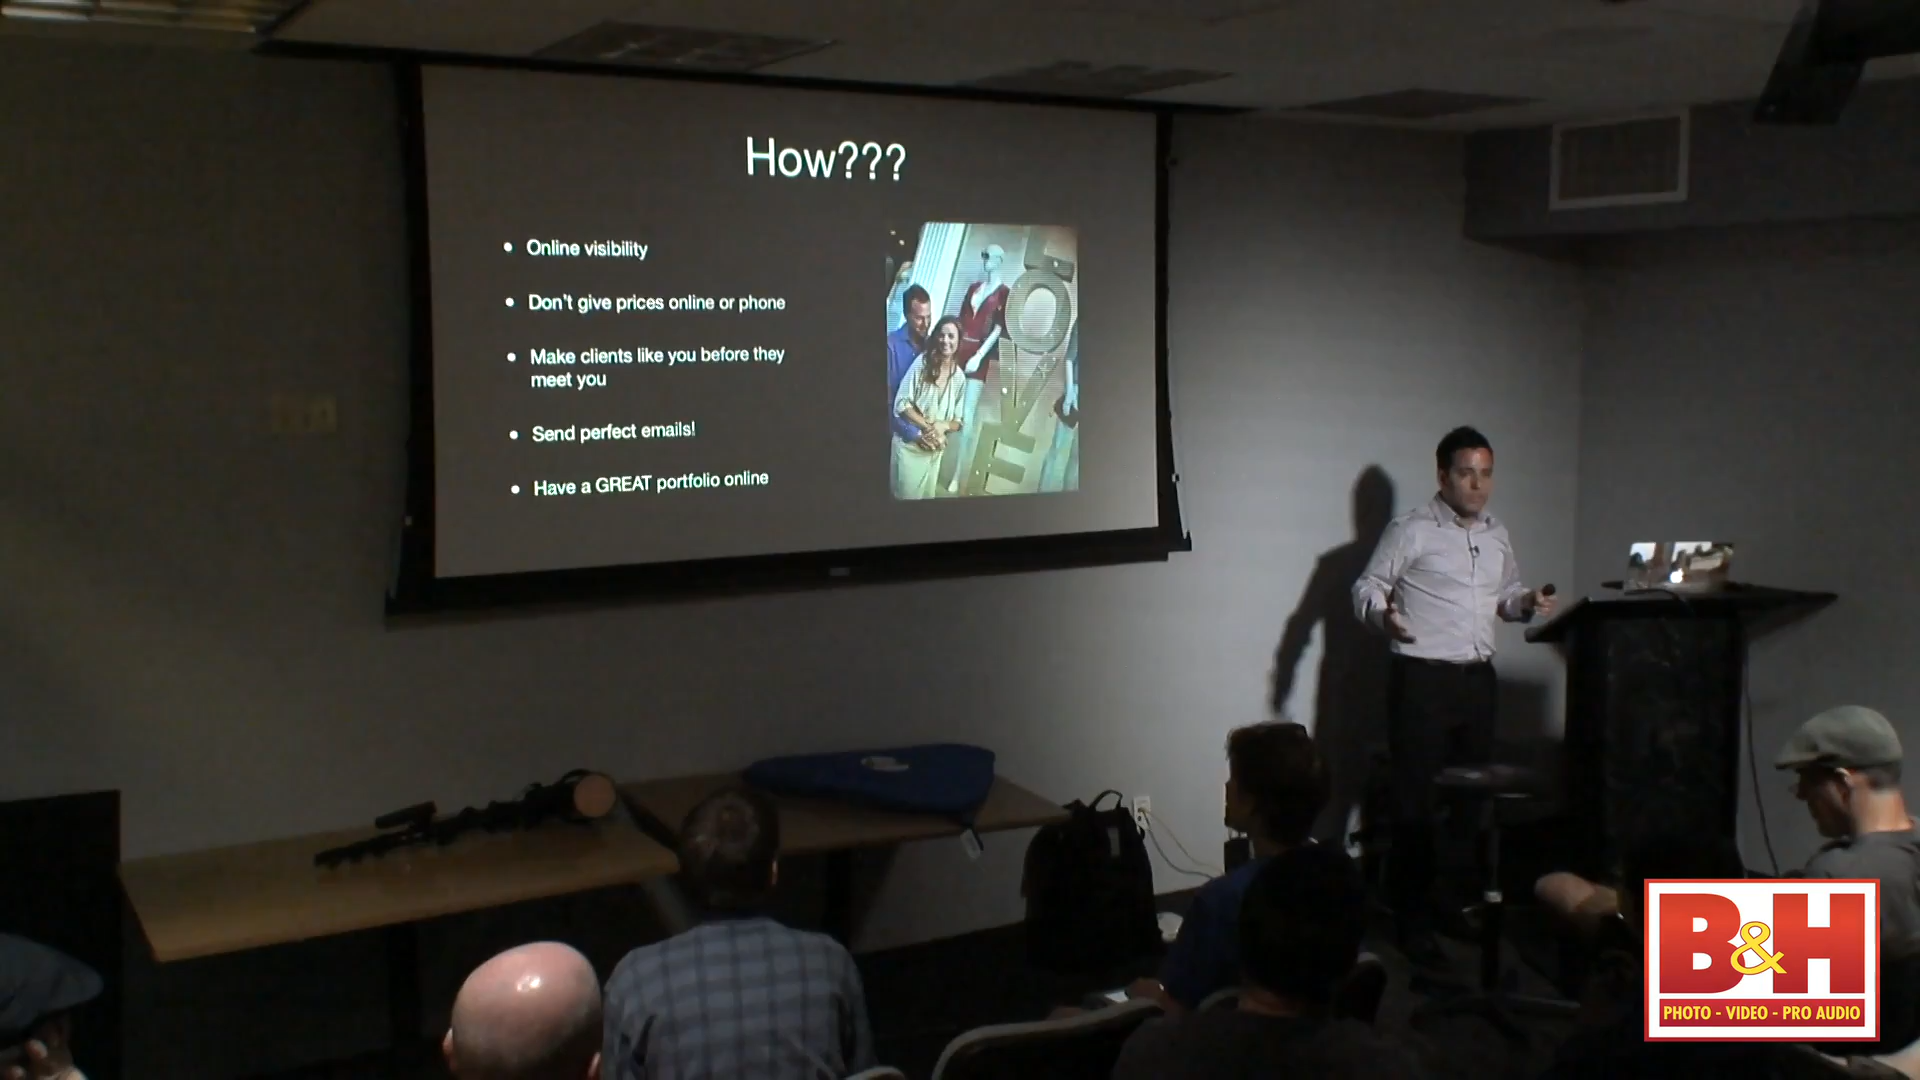 How???
• Online visibility
• Don't give prices online or phone
• Make clients like you before they
meet you
• Send perfect emails!
• Have a GREAT portfolio online
LOVE
B&H
PHOTO - VIDEO - PRO AUDIO